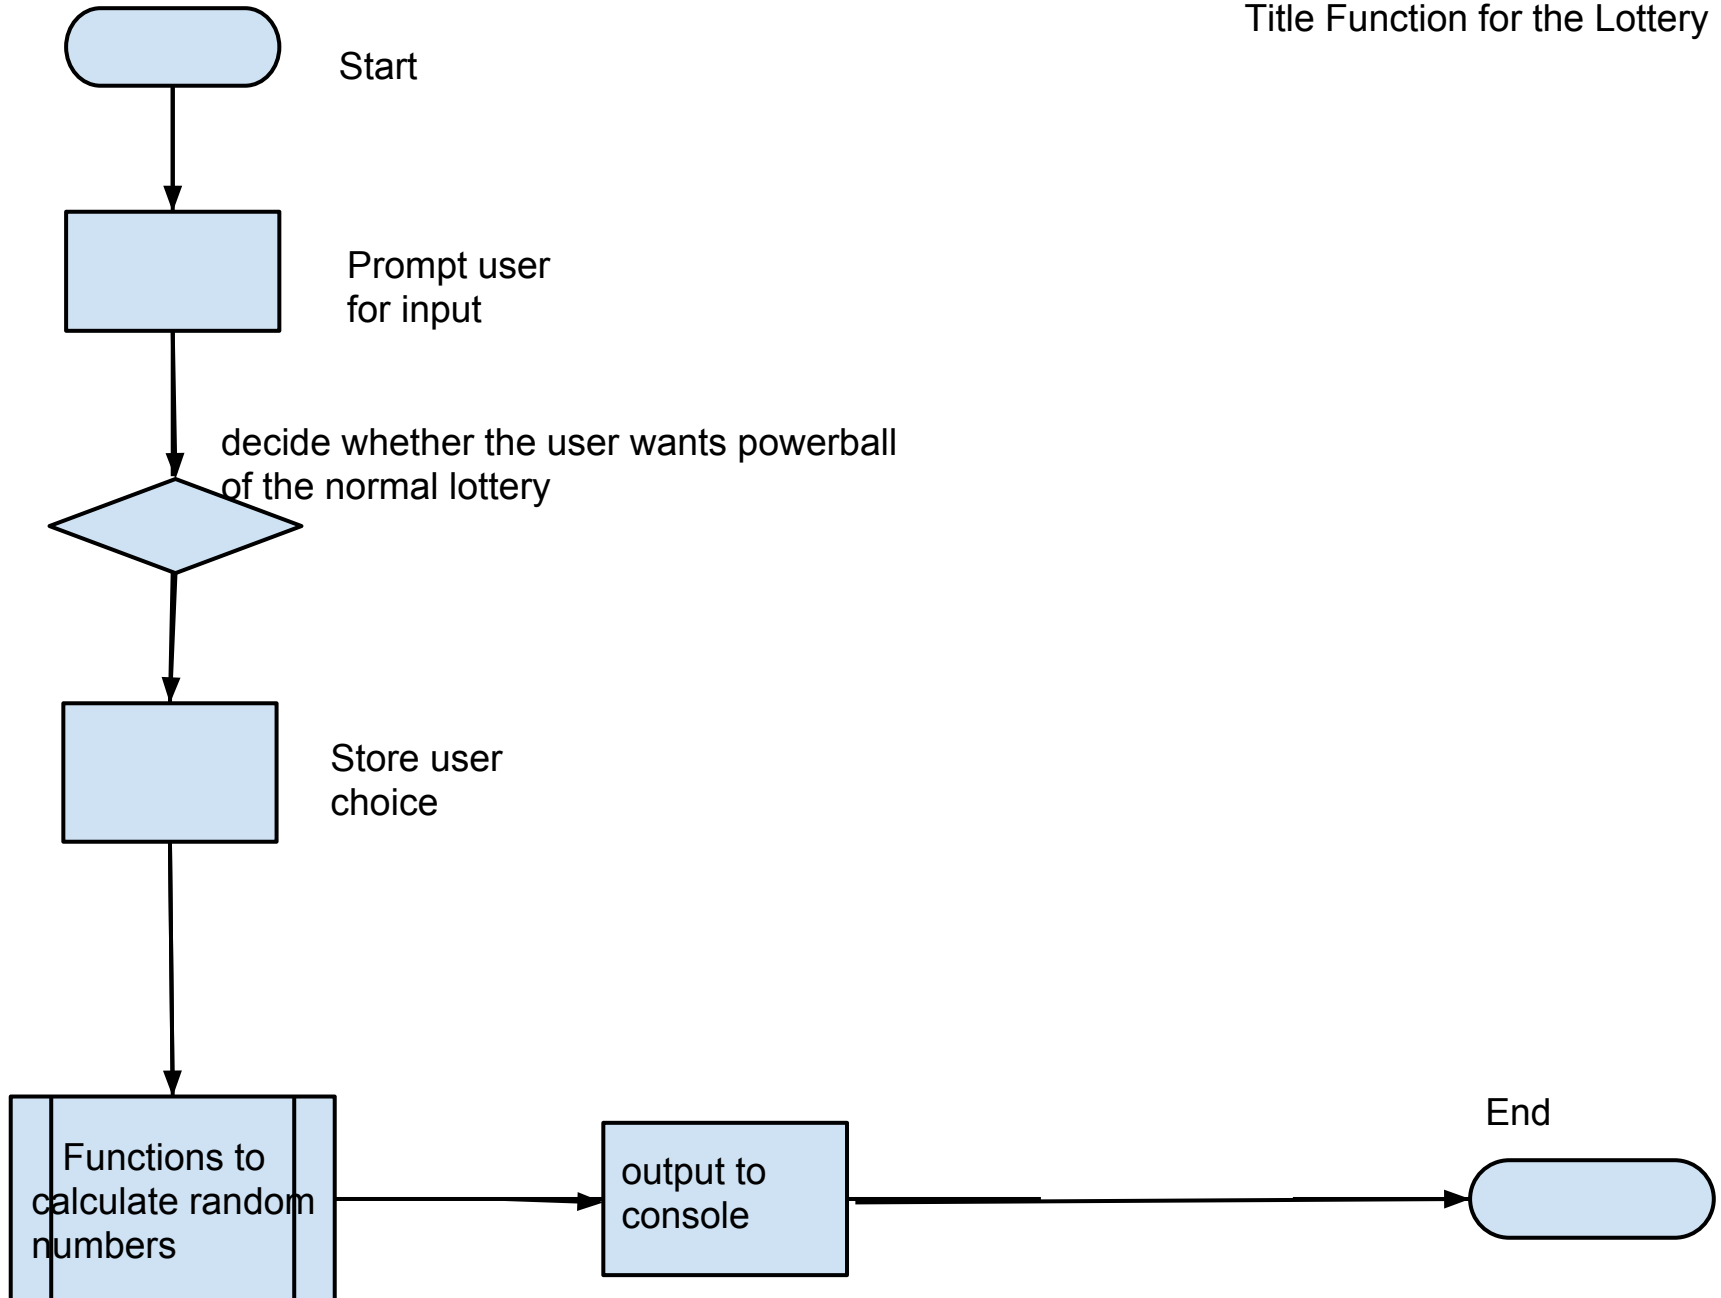 Title Function for the Lottery
Start
Prompt user
for input
decide whether the user wants powerball
of the normal lottery
Store user
choice
Functions to
calculate random
numbers
output to
console
End